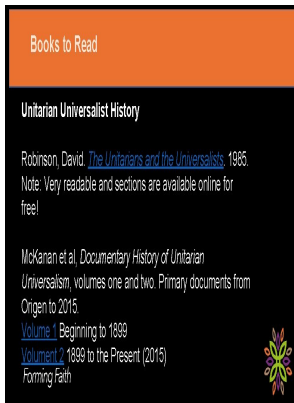 Books to Read
Unitarian Universalist History
Robinson, David. The Unitarians and the Universalists. 1985.
Note: Very readable and sections are available online for
free!
McKanan et al, Documentary History of Unitarian
Universalism, volumes one and two. Primary documents from
Origen to 2015.
Volume 1 Beginning to 1899
Volument 2 1899 to the Present (2015)
Forming Faith